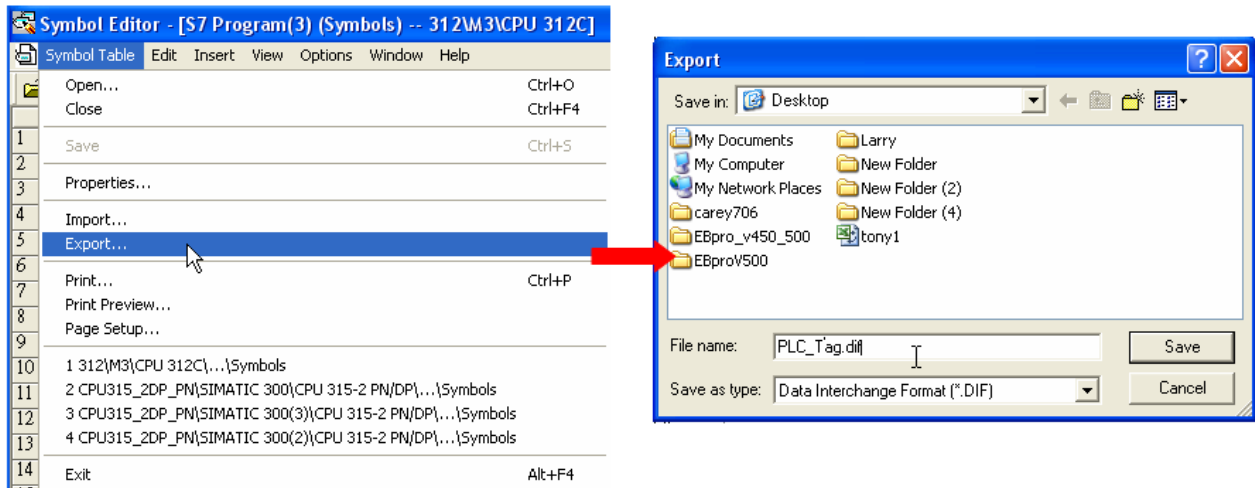 Symbol Editor - [S7 Program(3) (Symbols) -- 312\M3\CPU 312C]
Symbol Table Edit Insert View Options Window Help
Open... Ctrl+O
Close Ctrl+F4
1
Save Ctrl+S
2
Properties...
3
4
Import...
5
Export...
6
Print... Ctrl+P
7
Print Preview...
8
Page Setup...
9
10 1 312\M3\CPU 312C\...\Symbols
11 2 CPU315_2DP_PN\SIMATIC 300\CPU 315-2 PN/DP\...\Symbols
12 3 CPU315_2DP_PN\SIMATIC 300(3)\CPU 315-2 PN/DP\...\Symbols
13 4 CPU315_2DP_PN\SIMATIC 300(2)\CPU 315-2 PN/DP\...\Symbols
14 Exit Alt+F4
Export
Save in: Desktop
My Documents Larry
My Computer New Folder
My Network Places New Folder (2)
carey706 New Folder (4)
EBpro_v450_500 tony1
EBproV500
File name: PLC_Tag.dif Save
Save as type: Data Interchange Format (*.DIF) Cancel